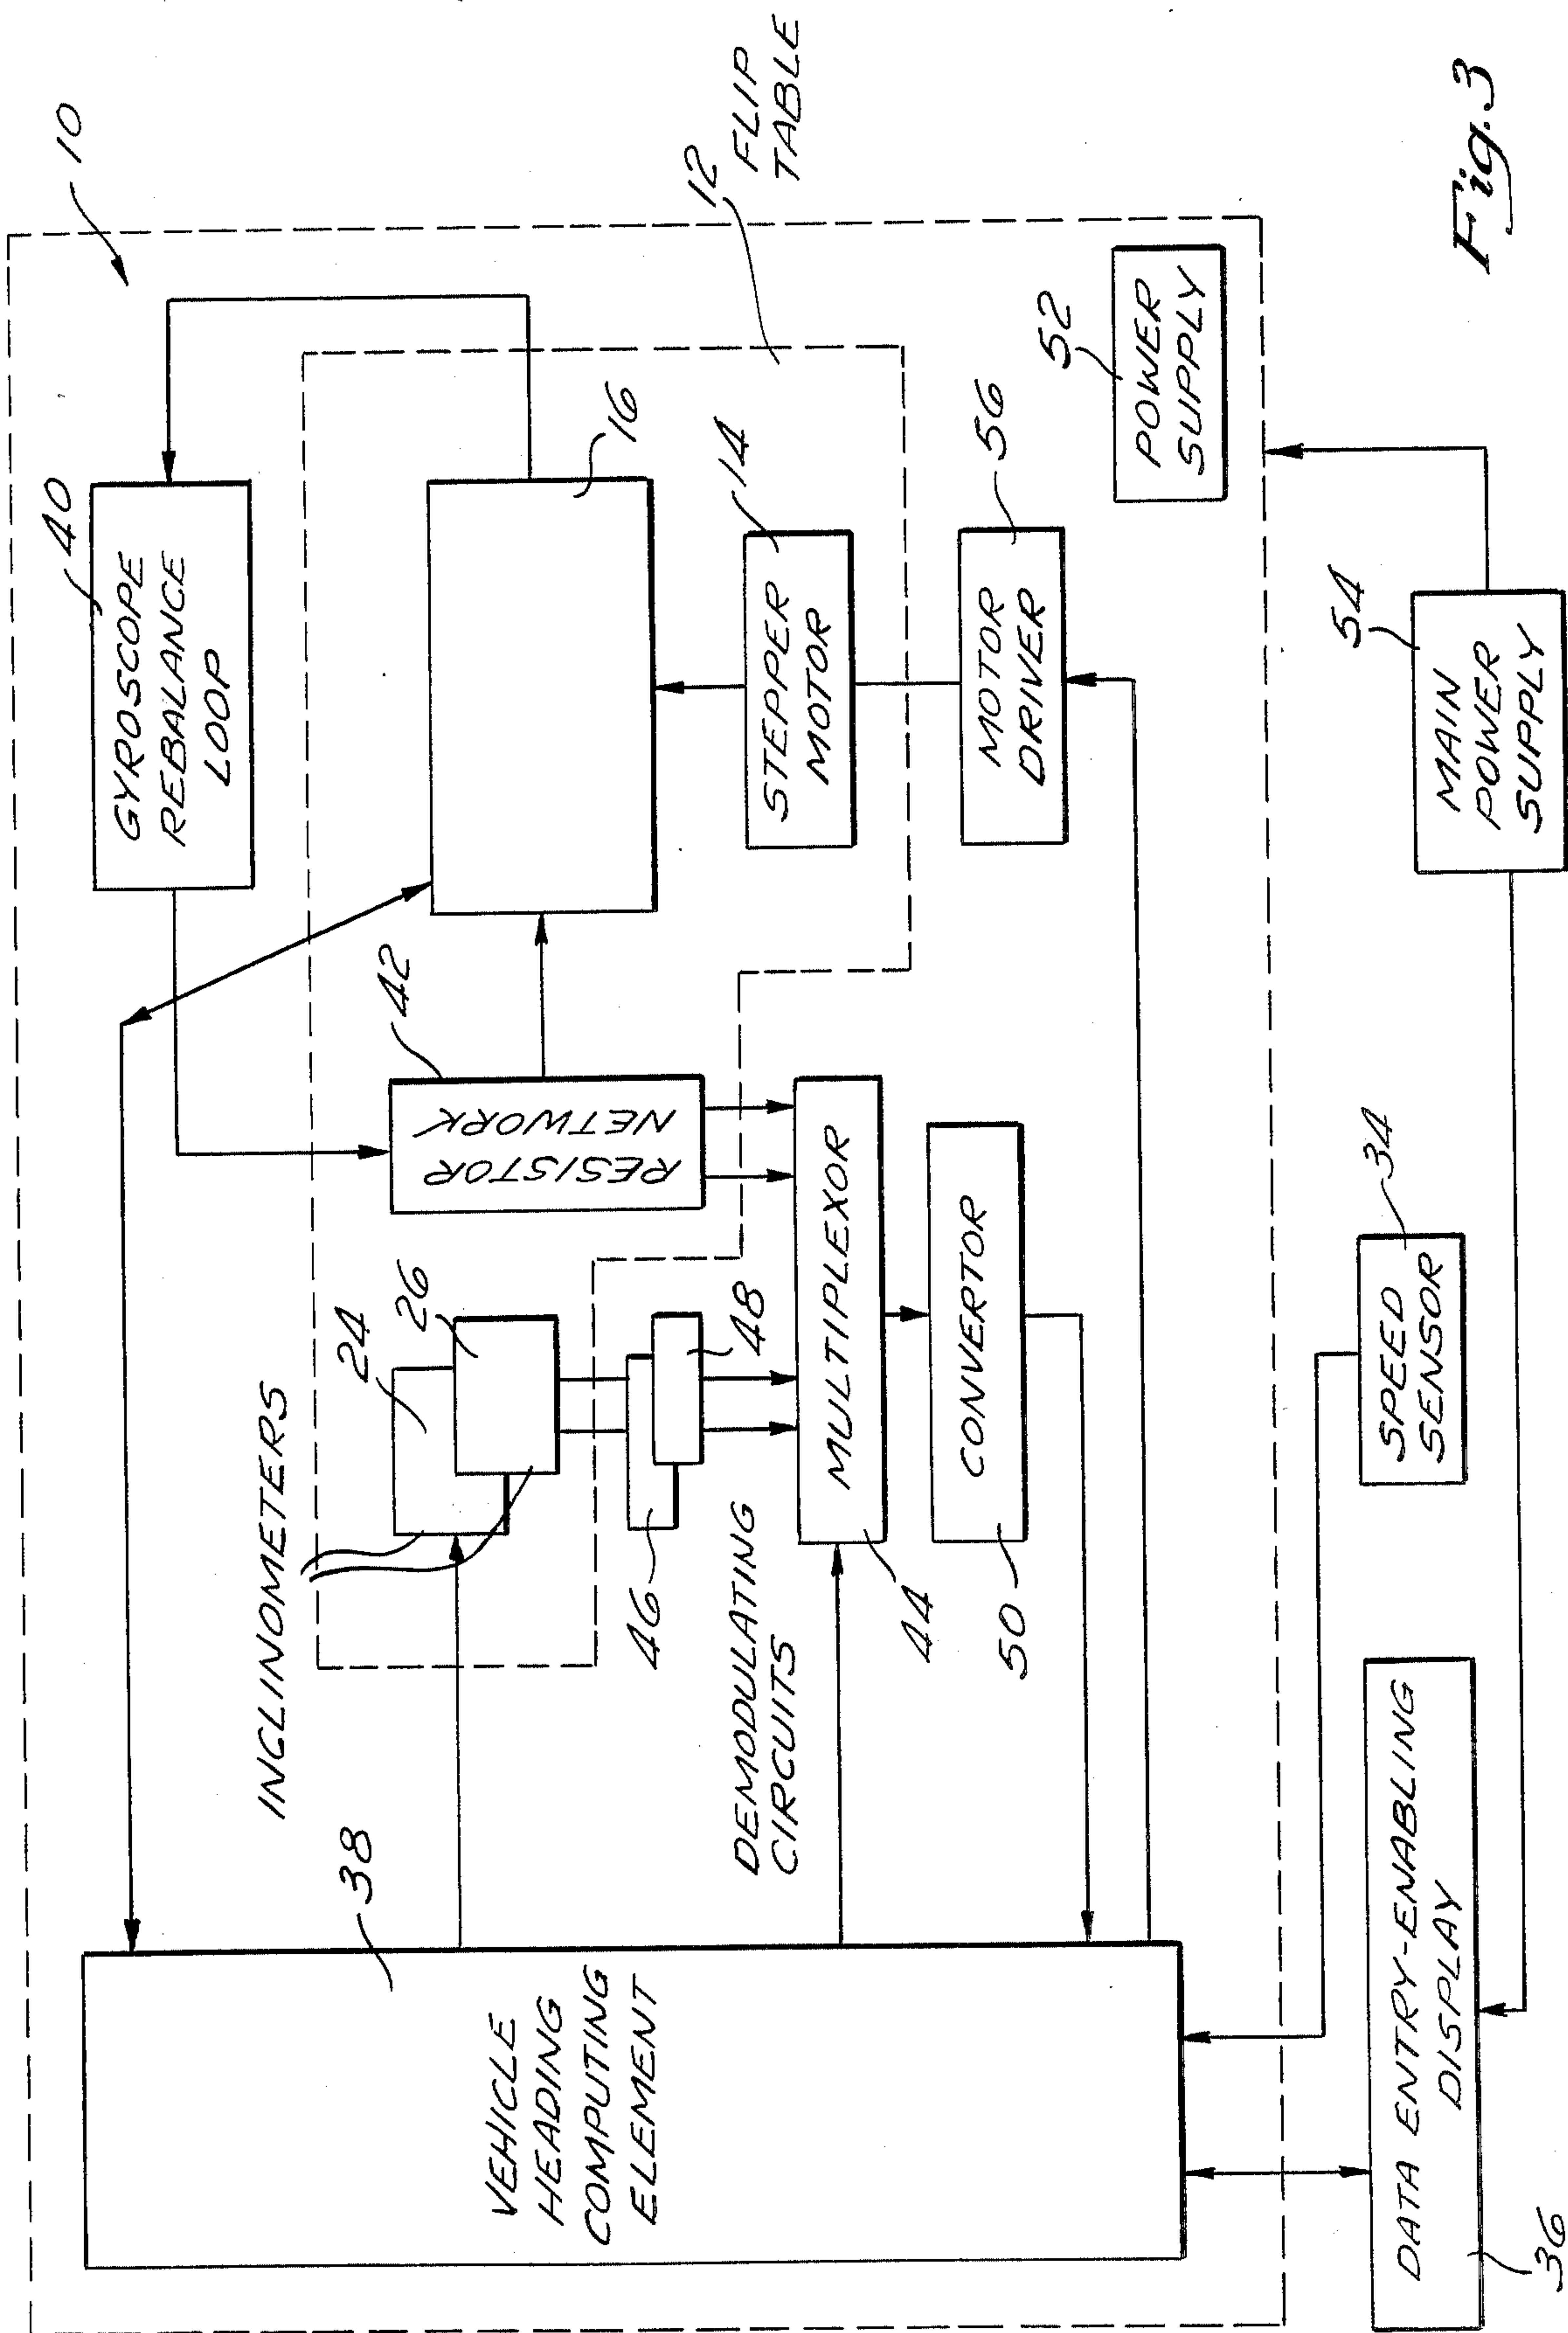 10
40
GYROSCOPE
REBALANCE
LOOP
12
FLIP
TABLE
16
42
RESISTOR
NETWORK
INCLINOMETERS
24
26
STEPPER
MOTOR
14
38
VEHICLE
HEADING
COMPUTING
ELEMENT
46
48
DEMODULATING
CIRCUITS
MULTIPLEXOR
44
MOTOR
DRIVER
56
CONVERTOR
50
52
POWER
SUPPLY
DATA ENTRY-ENABLING
DISPLAY
36
SPEED
SENSOR
34
MAIN
POWER
SUPPLY
54
Fig. 3